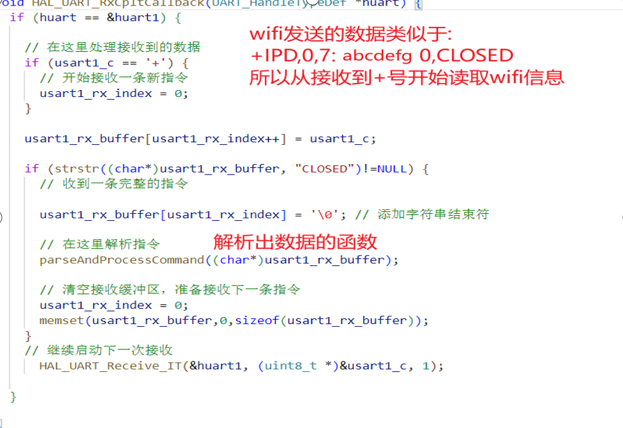 void HAL_UART_RxCpltCallback(UART_HandleTypeDef *huart) {
if (huart == &huart1) {
wifi发送的数据类似于:
// 在这里处理接收到的数据
+IPD,0,7: abcdefg 0,CLOSED
if (usart1_c == '+') {
所以从接收到+号开始读取wifi信息
// 开始接收一条新指令
usart1_rx_index = 0;
}
usart1_rx_buffer[usart1_rx_index++] = usart1_c;
if (strstr((char*)usart1_rx_buffer, "CLOSED")!=NULL) {
// 收到一条完整的指令
usart1_rx_buffer[usart1_rx_index] = '\0'; // 添加字符串结束符
// 在这里解析指令
解析出数据的函数
parseAndProcessCommand((char*)usart1_rx_buffer);
// 清空接收缓冲区，准备接收下一条指令
usart1_rx_index = 0;
memset(usart1_rx_buffer,0,sizeof(usart1_rx_buffer));
}
// 继续启动下一次接收
HAL_UART_Receive_IT(&huart1, (uint8_t *)&usart1_c, 1);
}